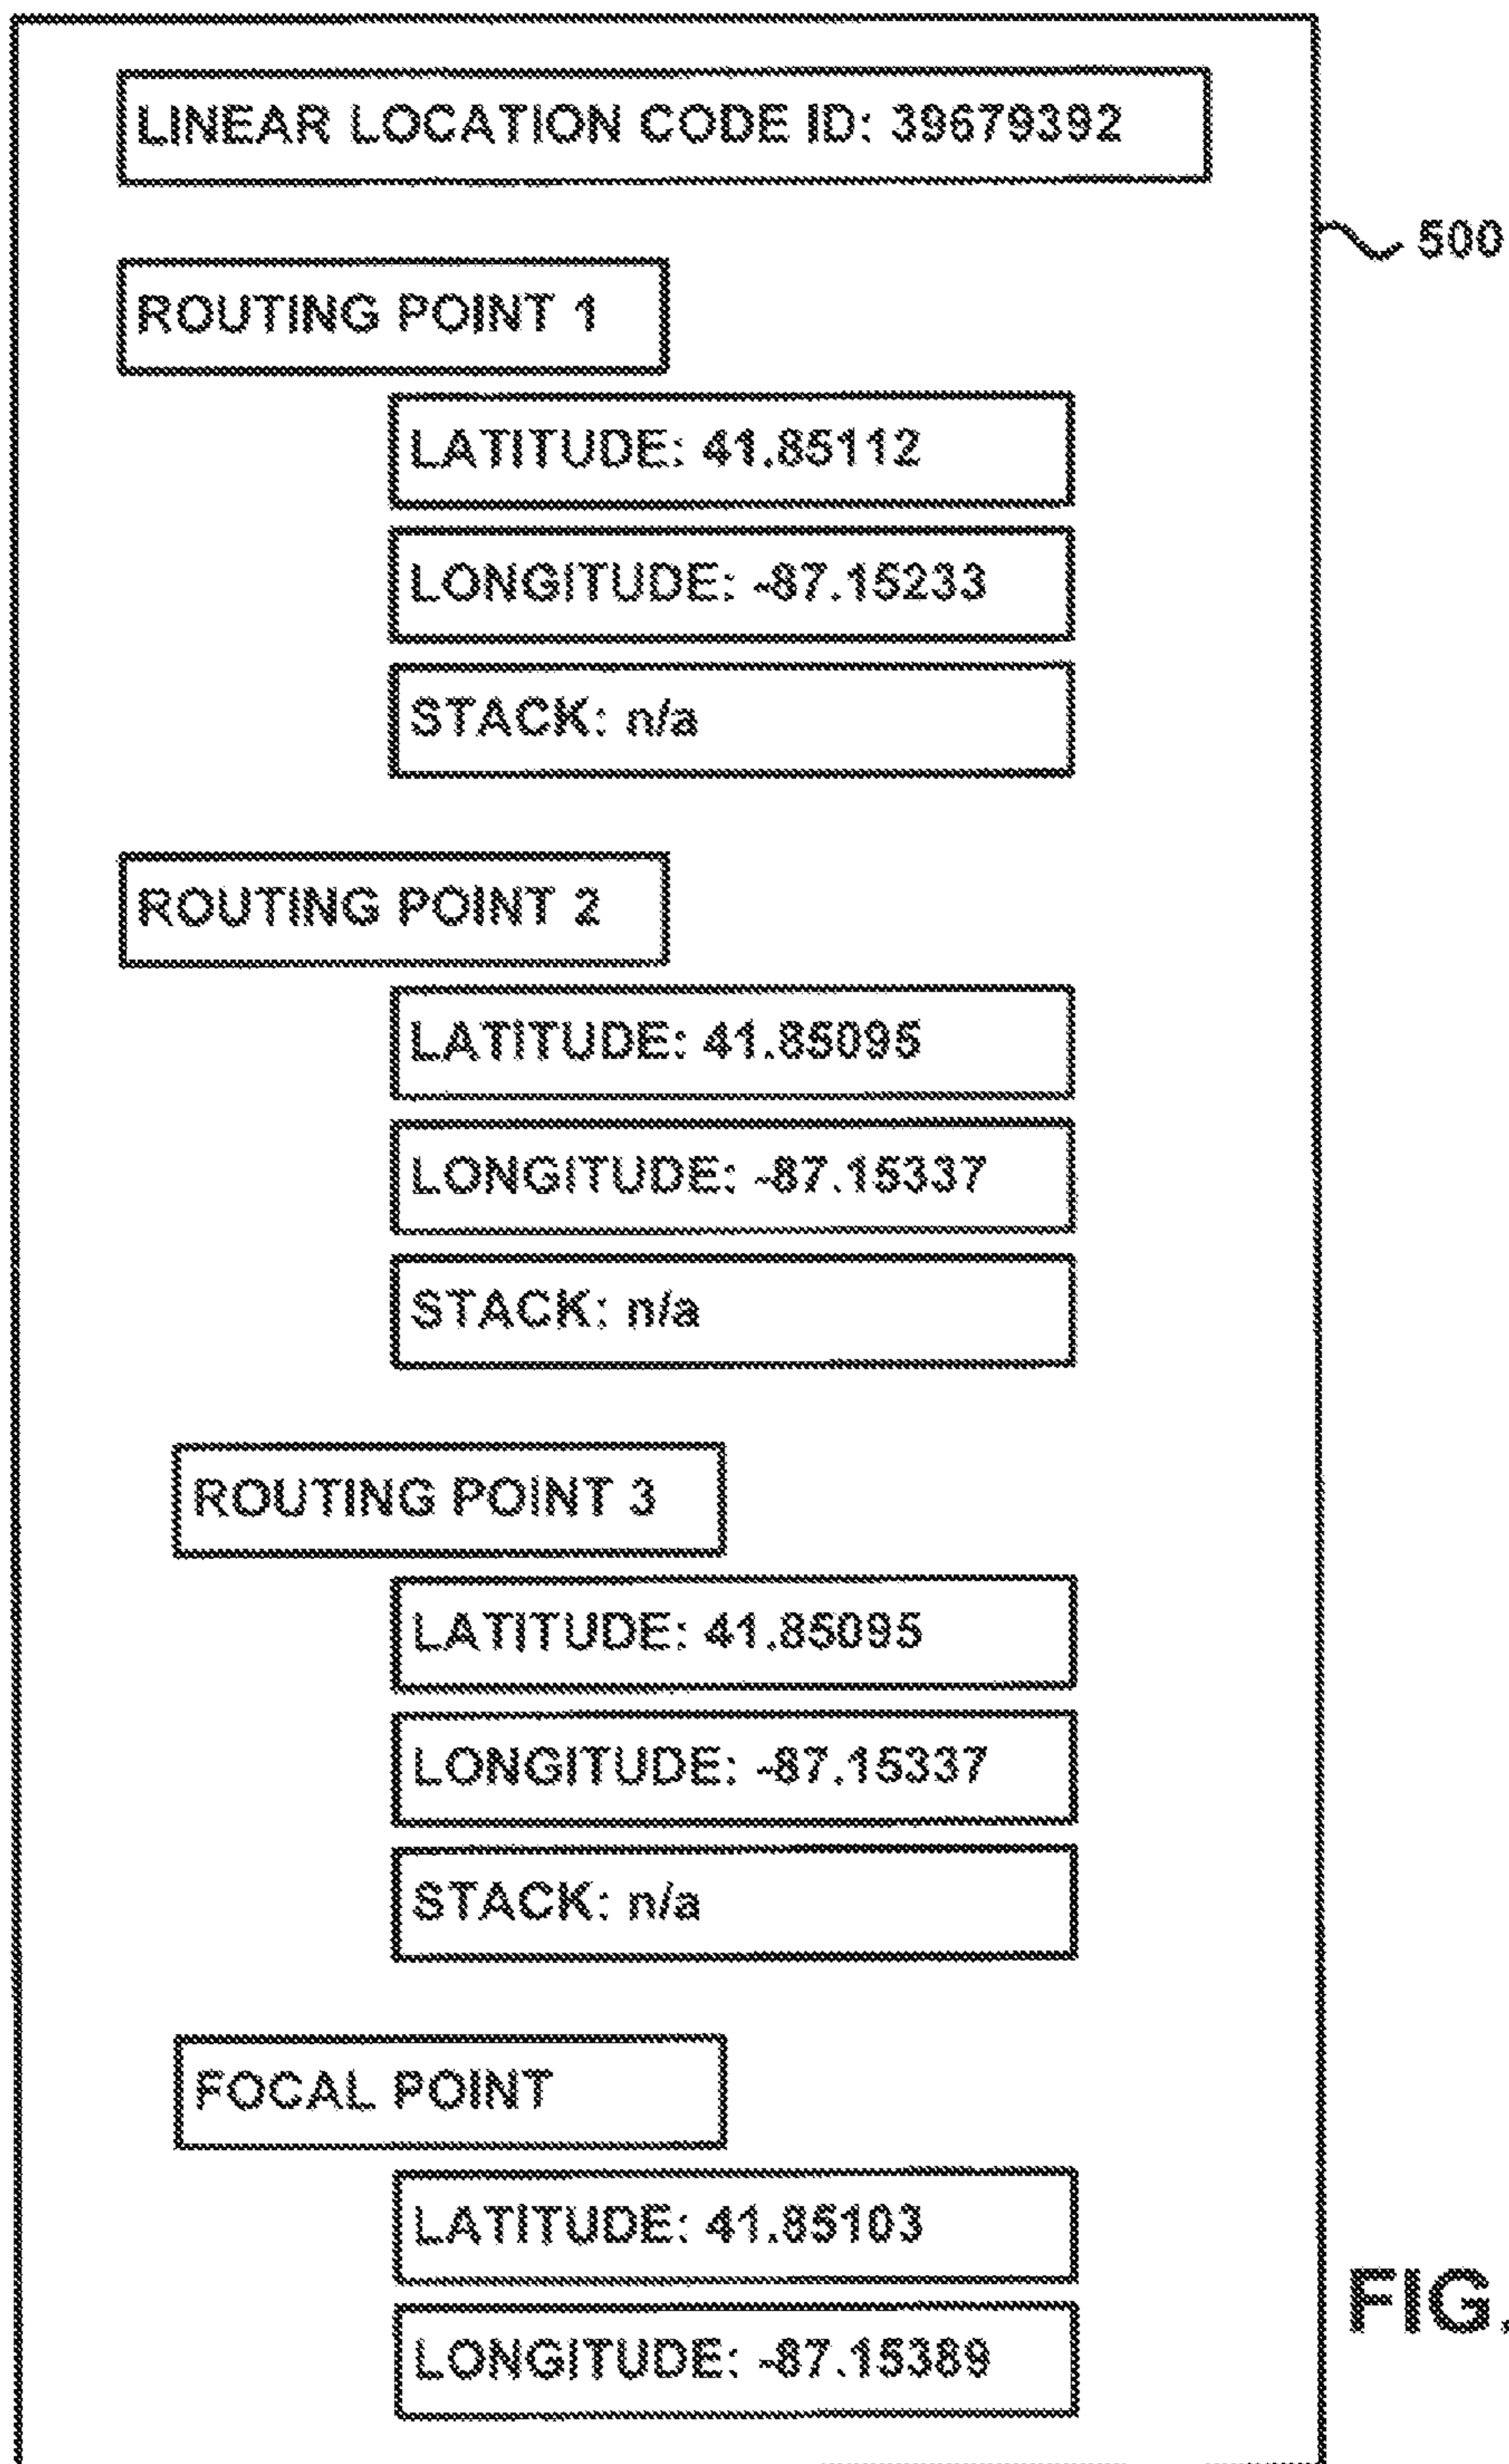 LINEAR LOCATION CODE ID: 39679392
500
ROUTING POINT 1
LATITUDE: 41.85112
LONGITUDE: -87.15233
STACK: n/a
ROUTING POINT 2
LATITUDE: 41.85095
LONGITUDE: -87.15337
STACK: n/a
ROUTING POINT 3
LATITUDE: 41.85095
LONGITUDE: -87.15337
STACK: n/a
FOCAL POINT
LATITUDE: 41.85103
LONGITUDE: -87.15389
FIG.